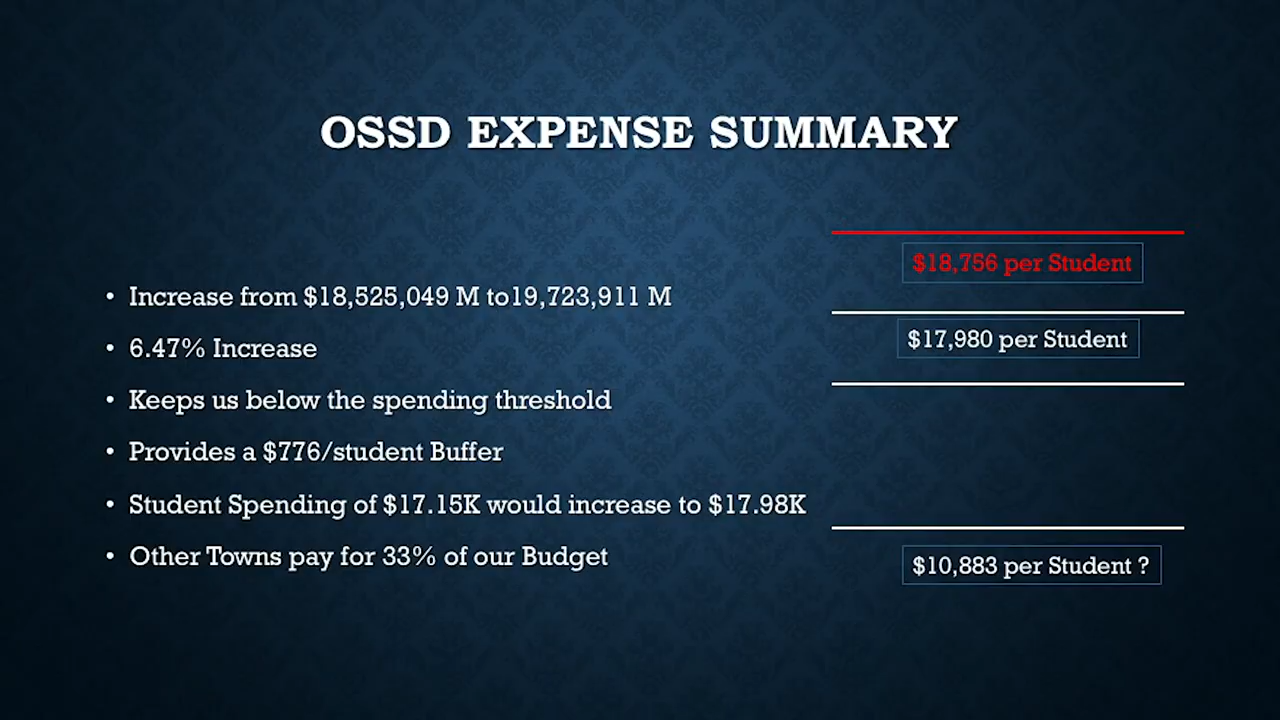 OSSD EXPENSE SUMMARY
• Increase from $18,525,049 M to19,723,911 M
• 6.47% Increase
• Keeps us below the spending threshold
• Provides a $776/student Buffer
• Student Spending of $17.15K would increase to $17.98K
• Other Towns pay for 33% of our Budget
$18,756 per Student
$17,980 per Student
$10,883 per Student ?